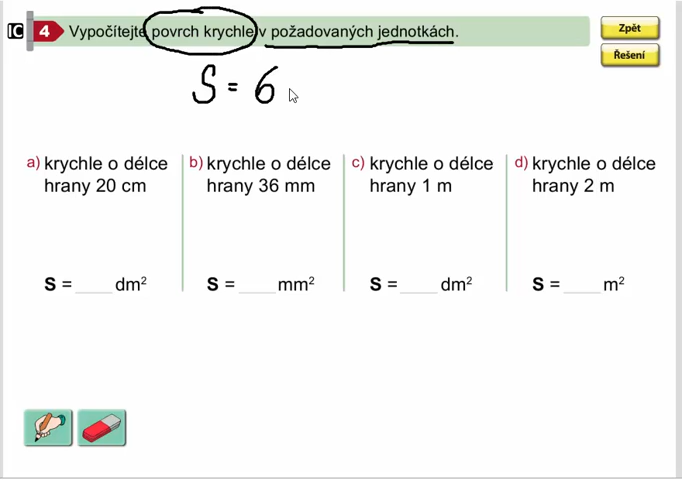 IC 4 Vypočítejte povrch krychle v požadovaných jednotkách.
Zpět
Řešení
S = 6
a) krychle o délce
hrany 20 cm
S = ____ dm²
b) krychle o délce
hrany 36 mm
S = ____ mm²
c) krychle o délce
hrany 1 m
S = ____ dm²
d) krychle o délce
hrany 2 m
S = ____ m²